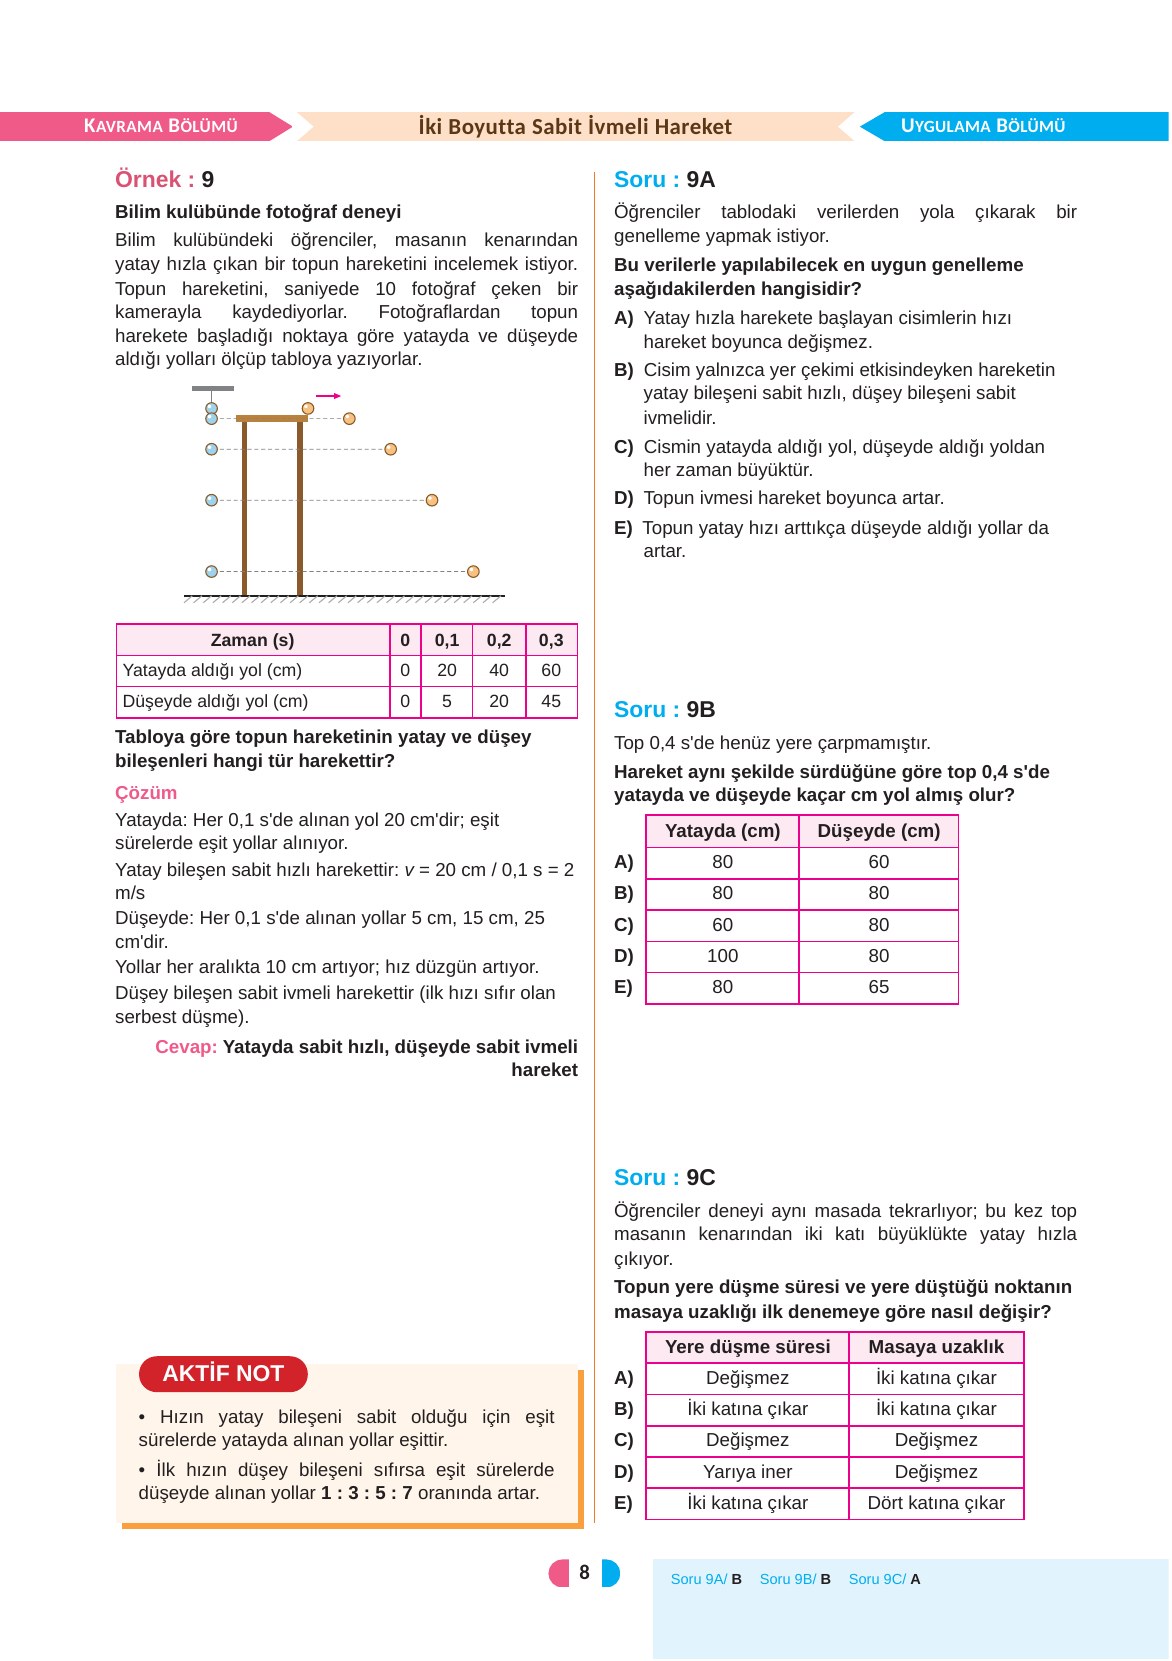 KAVRAMA BÖLÜMÜ
İki Boyutta Sabit İvmeli Hareket
UYGULAMA BÖLÜMÜ
Örnek : 9
Bilim kulübünde fotoğraf deneyi
Bilim kulübündeki öğrenciler, masanın kenarından
yatay hızla çıkan bir topun hareketini incelemek istiyor.
Topun hareketini, saniyede 10 fotoğraf çeken bir
kamerayla kaydediyorlar. Fotoğraflardan topun
harekete başladığı noktaya göre yatayda ve düşeyde
aldığı yolları ölçüp tabloya yazıyorlar.
Zaman (s) 0 0,1 0,2 0,3
Yatayda aldığı yol (cm) 0 20 40 60
Düşeyde aldığı yol (cm) 0 5 20 45
Tabloya göre topun hareketinin yatay ve düşey
bileşenleri hangi tür harekettir?
Çözüm
Yatayda: Her 0,1 s'de alınan yol 20 cm'dir; eşit
sürelerde eşit yollar alınıyor.
Yatay bileşen sabit hızlı harekettir: v = 20 cm / 0,1 s = 2
m/s
Düşeyde: Her 0,1 s'de alınan yollar 5 cm, 15 cm, 25
cm'dir.
Yollar her aralıkta 10 cm artıyor; hız düzgün artıyor.
Düşey bileşen sabit ivmeli harekettir (ilk hızı sıfır olan
serbest düşme).
Cevap: Yatayda sabit hızlı, düşeyde sabit ivmeli
hareket
AKTİF NOT
• Hızın yatay bileşeni sabit olduğu için eşit
sürelerde yatayda alınan yollar eşittir.
• İlk hızın düşey bileşeni sıfırsa eşit sürelerde
düşeyde alınan yollar 1 : 3 : 5 : 7 oranında artar.
Soru : 9A
Öğrenciler tablodaki verilerden yola çıkarak bir
genelleme yapmak istiyor.
Bu verilerle yapılabilecek en uygun genelleme
aşağıdakilerden hangisidir?
A) Yatay hızla harekete başlayan cisimlerin hızı
hareket boyunca değişmez.
B) Cisim yalnızca yer çekimi etkisindeyken hareketin
yatay bileşeni sabit hızlı, düşey bileşeni sabit
ivmelidir.
C) Cismin yatayda aldığı yol, düşeyde aldığı yoldan
her zaman büyüktür.
D) Topun ivmesi hareket boyunca artar.
E) Topun yatay hızı arttıkça düşeyde aldığı yollar da
artar.
Soru : 9B
Top 0,4 s'de henüz yere çarpmamıştır.
Hareket aynı şekilde sürdüğüne göre top 0,4 s'de
yatayda ve düşeyde kaçar cm yol almış olur?
Yatayda (cm) Düşeyde (cm)
A) 80 60
B) 80 80
C) 60 80
D) 100 80
E) 80 65
Soru : 9C
Öğrenciler deneyi aynı masada tekrarlıyor; bu kez top
masanın kenarından iki katı büyüklükte yatay hızla
çıkıyor.
Topun yere düşme süresi ve yere düştüğü noktanın
masaya uzaklığı ilk denemeye göre nasıl değişir?
Yere düşme süresi Masaya uzaklık
A) Değişmez İki katına çıkar
B) İki katına çıkar İki katına çıkar
C) Değişmez Değişmez
D) Yarıya iner Değişmez
E) İki katına çıkar Dört katına çıkar
8
Soru 9A/ B Soru 9B/ B Soru 9C/ A